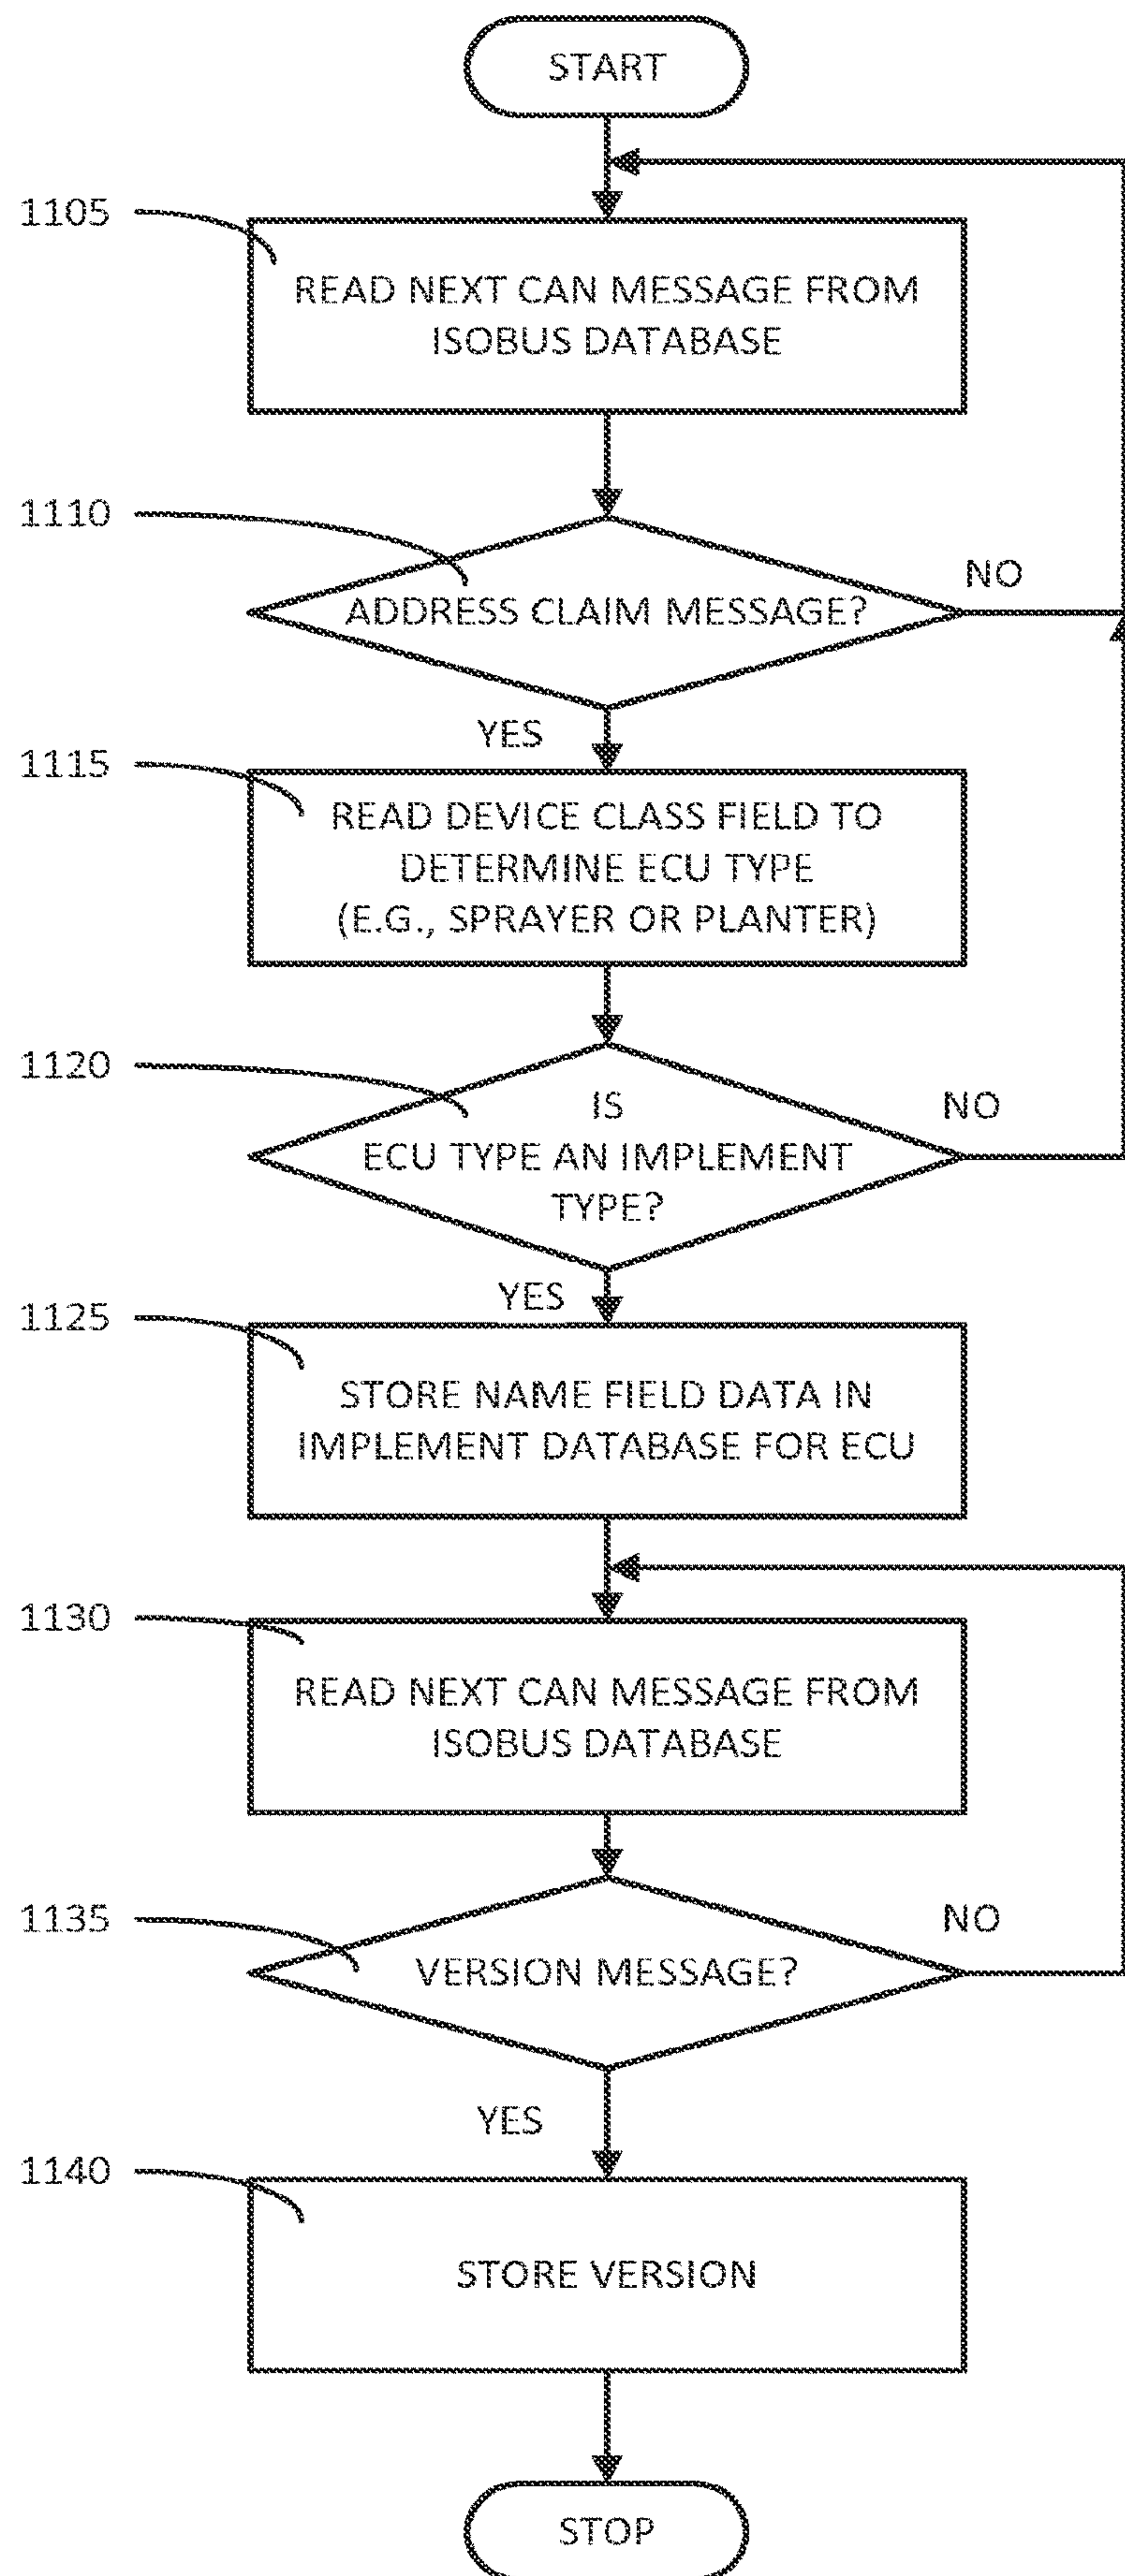 START
1105
READ NEXT CAN MESSAGE FROM
ISOBUS DATABASE
1110
ADDRESS CLAIM MESSAGE?
NO
YES
1115
READ DEVICE CLASS FIELD TO
DETERMINE ECU TYPE
(E.G., SPRAYER OR PLANTER)
1120
IS
ECU TYPE AN IMPLEMENT
TYPE?
NO
YES
1125
STORE NAME FIELD DATA IN
IMPLEMENT DATABASE FOR ECU
1130
READ NEXT CAN MESSAGE FROM
ISOBUS DATABASE
1135
VERSION MESSAGE?
NO
YES
1140
STORE VERSION
STOP